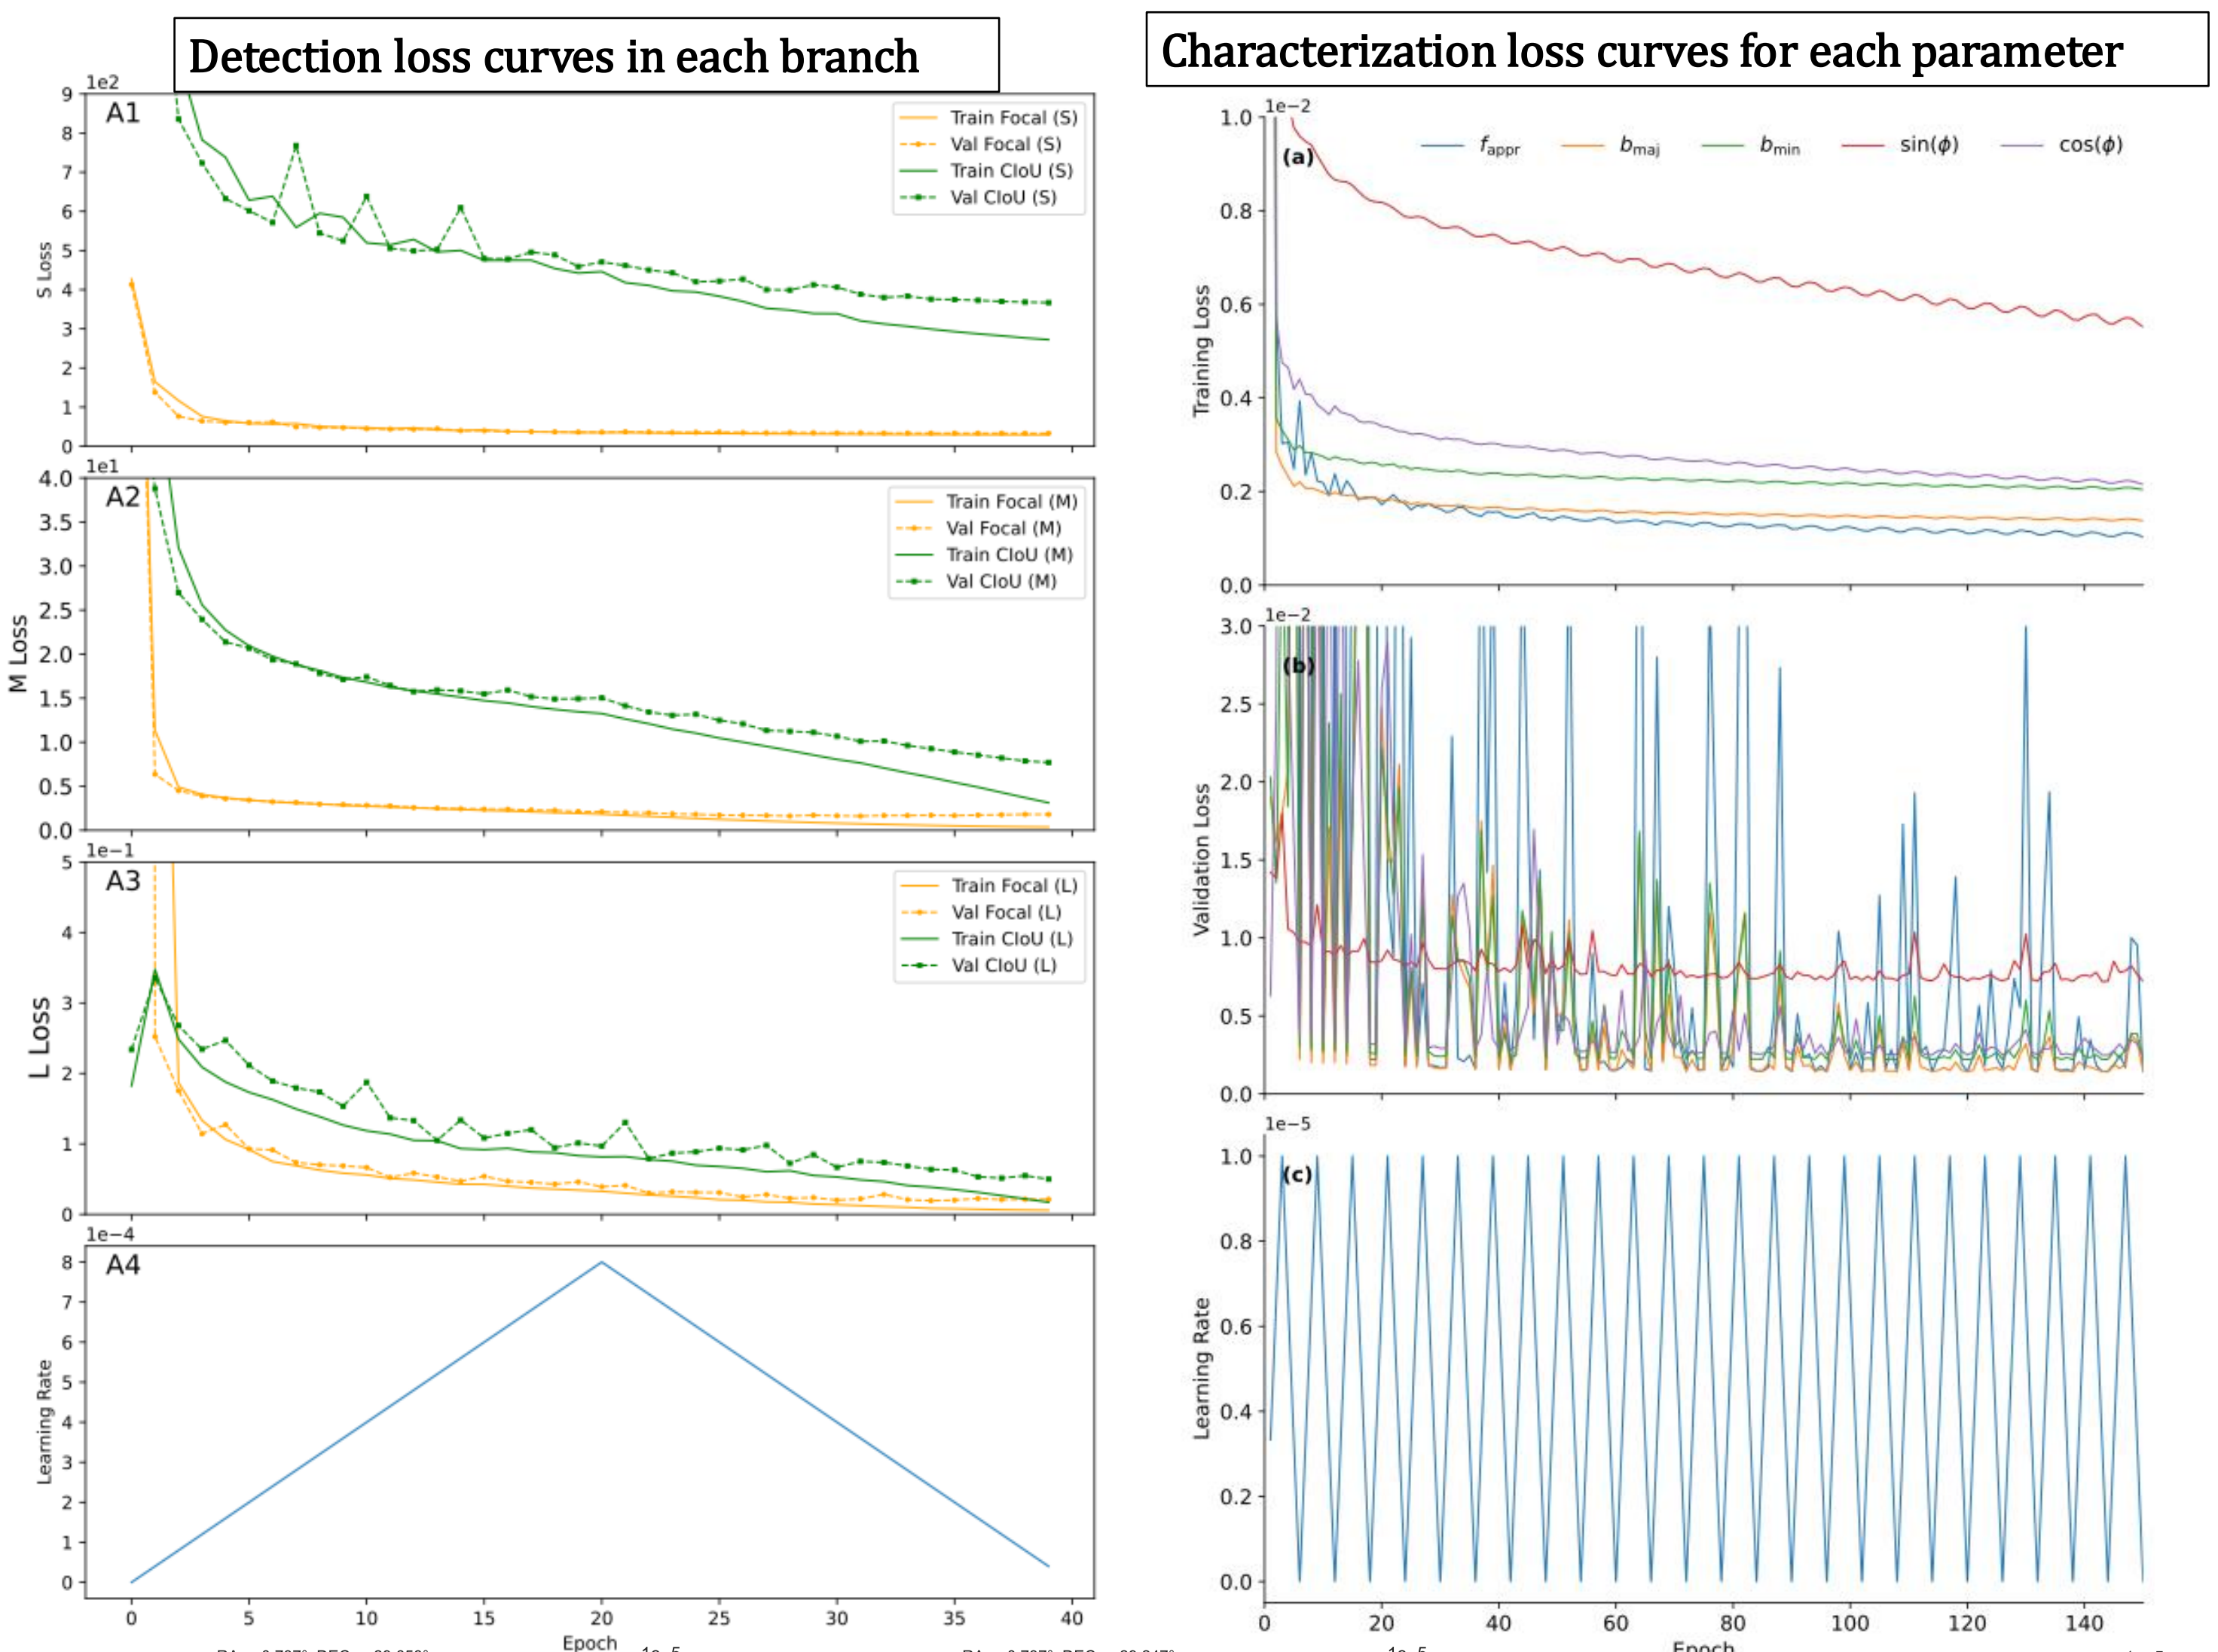 Detection loss curves in each branch
Characterization loss curves for each parameter
1e2
A1
9
8
7
6
5
4
3
2
1
0
S Loss
Train Focal (S)
Val Focal (S)
Train CIoU (S)
Val CIoU (S)
1e1
A2
4.0
3.5
3.0
2.5
2.0
1.5
1.0
0.5
0.0
M Loss
Train Focal (M)
Val Focal (M)
Train CIoU (M)
Val CIoU (M)
1e−1
A3
5
4
3
2
1
0
L Loss
Train Focal (L)
Val Focal (L)
Train CIoU (L)
Val CIoU (L)
1e−4
A4
8
7
6
5
4
3
2
1
0
Learning Rate
0 5 10 15 20 25 30 35 40
Epoch
1e−2
(a)
f_appr b_maj b_min sin(ϕ) cos(ϕ)
1.0
0.8
0.6
0.4
0.2
0.0
Training Loss
1e−2
(b)
3.0
2.5
2.0
1.5
1.0
0.5
0.0
Validation Loss
1e−5
(c)
1.0
0.8
0.6
0.4
0.2
0.0
Learning Rate
0 20 40 60 80 100 120 140
Epoch